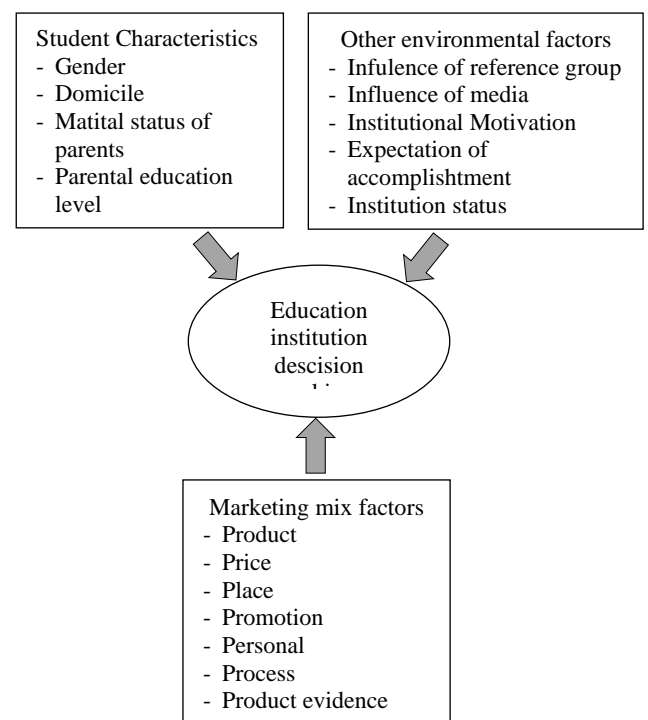 Student Characteristics
- Gender
- Domicile
- Matital status of
parents
- Parental education
level
Other environmental factors
- Infulence of reference group
- Influence of media
- Institutional Motivation
- Expectation of
accomplishtment
- Institution status
Education
institution
descision
Marketing mix factors
- Product
- Price
- Place
- Promotion
- Personal
- Process
- Product evidence